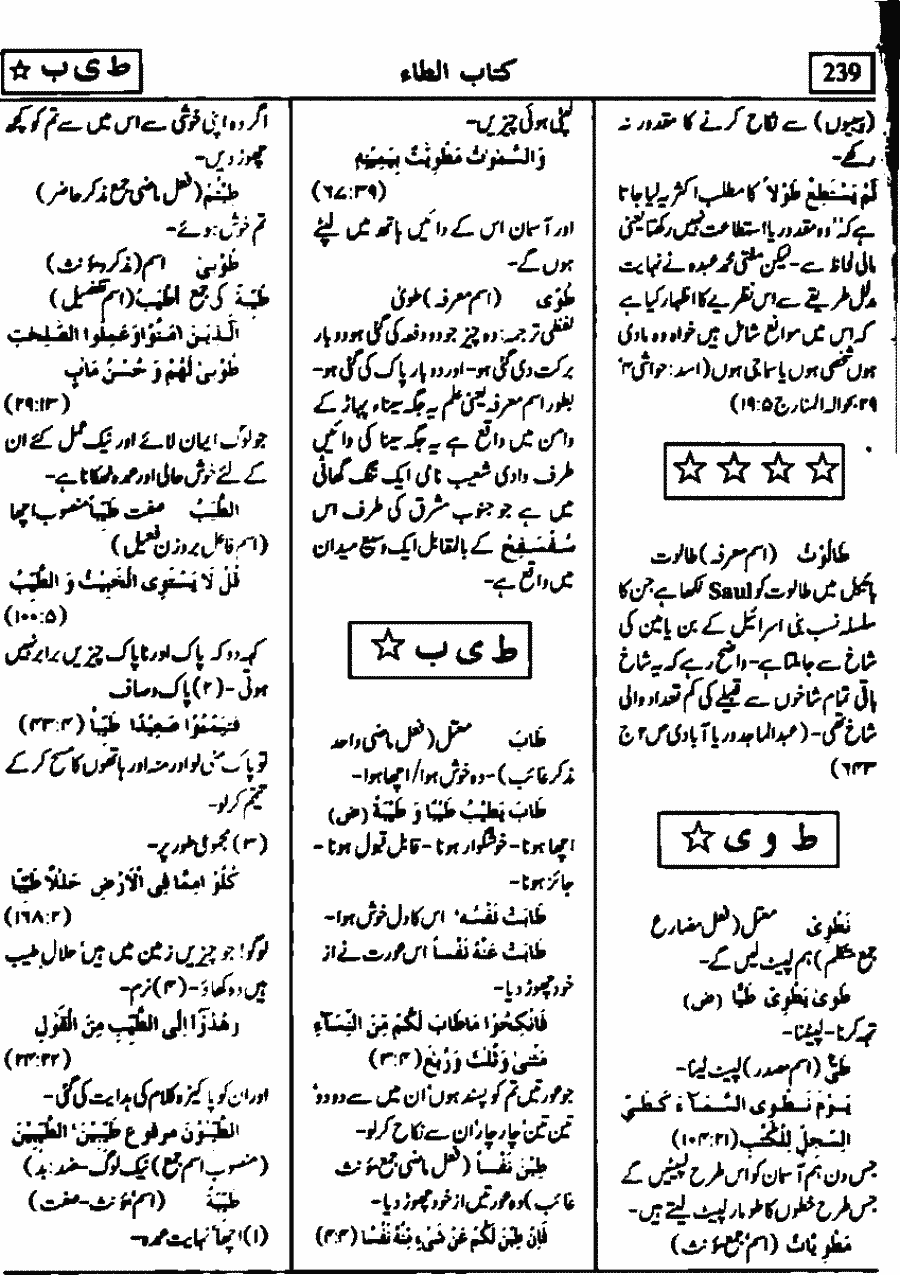 239
کتاب الطاء
ط ی ب ☆
(بیبیوں) سے نکاح کرنے کا مقدور نہ
رکھے-
لَمْ یَسْتَطِعْ طَوْلاً کا مطلب اکثر یہ لیا جاتا
ہے کہ: وہ مقدور یا استطاعت نہیں رکھتا یعنی
مالی لحاظ سے- لیکن مفتی محمد عبدہ نے نہایت
مدلل طریقے سے اس نظریے کا اظہار کیا ہے
کہ اس میں موانع شامل ہیں خواہ وہ مادی
ہوں شخصی ہوں یا سماجی ہوں (اسد: حواشی ۴،
۲۹ بحوالہ المنار ج ۱۹:۵)
☆ ☆ ☆ ☆
طَالُوْتُ (اسم معرفہ) طالوت
بائبل میں طالوت کو Saul لکھا ہے جن کا
سلسلہ نسب بنی اسرائیل کے بن یامین کی
شاخ سے جا ملتا ہے- واضح رہے کہ یہ شاخ
باقی تمام شاخوں سے قبیلے کی کم تعداد والی
شاخ تھی- (عبدالماجد دریا آبادی ص ۲ ج
۶۴۳)
ط و ی ☆
نَطْوِیْ معتل (فعل مضارع
جمع متکلم) ہم لپیٹ لیں گے-
طَوٰی یَطْوِیْ طَیًّا (ض)
تہہ کرنا- لپیٹنا-
طَیٌّ (اسم مصدر) لپیٹ لینا-
یَوْمَ نَطْوِی السَّمَآءَ کَطَیِّ
السِّجِلِّ لِلْکُتُبِ (۱۰۴:۲۱)
جس دن ہم آسمان کو اس طرح لپیٹیں گے
جس طرح خطوں کا طومار لپیٹ لیتے ہیں-
مَطْوِیَّاتٌ (اسم جمع مؤنث)
لپٹی ہوئی چیزیں-
وَالسَّمٰوٰتُ مَطْوِیّٰتٌ بِیَمِیْنِهٖ
(۶۷:۳۹)
اور آسمان اس کے دائیں ہاتھ میں لپٹے
ہوں گے-
طُوًی (اسم معرفہ) طویٰ
لفظی ترجمہ: وہ چیز جو دو دفعہ کی گئی ہو دو بار
برکت دی گئی ہو- اور دو بار پاک کی گئی ہو-
بطور اسم معرفہ یعنی علم یہ جگہ سیناء پہاڑ کے
دامن میں واقع ہے یہ جگہ سینا کی دائیں
طرف وادی شعیب نامی ایک تنگ گھاٹی
میں ہے جو جنوب مشرق کی طرف اس
کے بالمقابل ایک وسیع میدان
میں واقع ہے-
ط ی ب ☆
طَابَ معتل (فعل ماضی واحد
مذکر غائب)- وہ خوش ہوا/ اچھا ہوا-
طَابَ یَطِیْبُ طِیْبًا وَ طِیْبَةً (ض)
اچھا ہونا- خوشگوار ہونا- قابل قبول ہونا-
جائز ہونا-
طَابَتْ نَفْسُهٗ، اس کا دل خوش ہوا-
طَابَتْ عَنْهُ نَفْساً اس عورت نے از
خود چھوڑ دیا-
فَانْکِحُوْا مَاطَابَ لَکُمْ مِّنَ النِّسَآءِ
مَثْنٰی وَ ثُلٰثَ وَ رُبٰعَ (۳:۴)
جو عورتیں تم کو پسند ہوں ان میں سے دو دو،
تین تین، چار چار ان سے نکاح کرلو-
طِبْنَ نَفْساً (فعل ماضی جمع مؤنث
غائب) وہ عورتیں از خود چھوڑ دیا-
فَاِنْ طِبْنَ لَکُمْ عَنْ شَیْءٍ مِّنْهُ نَفْسًا (۴:۴)
اگر وہ اپنی خوشی سے اس میں سے تم کو کچھ
چھوڑ دیں-
طِبْتُمْ (فعل ماضی جمع مذکر حاضر)
تم خوش ہوئے-
طُوْبٰی اسم (مذکر و مؤنث)
طَیِّبَةٌ کی جمع اَطْیَبُ (اسم تفضیل)
اَلَّذِیْنَ اٰمَنُوْا وَ عَمِلُوا الصّٰلِحٰتِ
طُوْبٰی لَهُمْ وَ حُسْنُ مَاٰبٍ
(۲۹:۱۳)
جو لوگ ایمان لائے اور نیک عمل کئے ان
کے لئے خوش حالی اور عمدہ ٹھکانا ہے-
الطَّیِّبُ صفت طَیِّباً منصوب اچھا
(اسم فاعل بروزن فعیل)
قُلْ لَا یَسْتَوِی الْخَبِیْثُ وَ الطَّیِّبُ
(۱۰۰:۵)
کہہ دو کہ پاک اور ناپاک چیزیں برابر نہیں
ہوتی- (۲) پاک و صاف
فَتَیَمَّمُوْا صَعِیْدًا طَیِّباً (۴۳:۴)
تو پاک مٹی لو اور منہ اور ہاتھوں کا مسح کر کے
تیمم کرلو-
(۳) مجموعی طور پر-
کُلُوْا مِمَّا فِی الْاَرْضِ حَلٰلاً طَیِّبًا
(۱۶۸:۲)
لوگو! جو چیزیں زمین میں ہیں حلال طیب
ہیں وہ کھاؤ- (۴) نرم-
وَ هُدُوْٓا اِلَی الطَّیِّبِ مِنَ الْقَوْلِ
(۲۴:۲۲)
اور ان کو پاکیزہ کلام کی ہدایت کی گئی-
الطَّیِّبُوْنَ مرفوع طَیِّبِیْنَ، الطَّیِّبِیْنَ
(منصوب اسم جمع) نیک لوگ- ضد: بد)
طَیِّبَةٌ (اسم مؤنث- صفت)
(۱) اچھا، نہایت عمدہ-